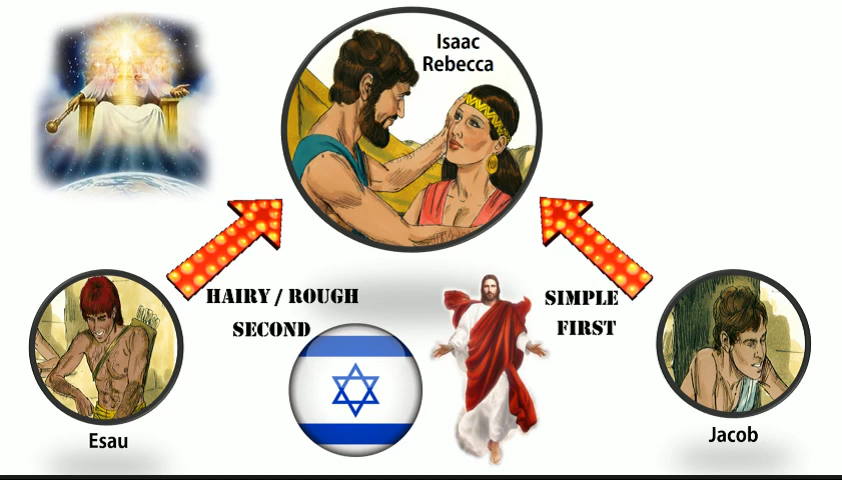 Isaac
Rebecca
HAIRY / ROUGH
SECOND
SIMPLE
FIRST
Esau
Jacob